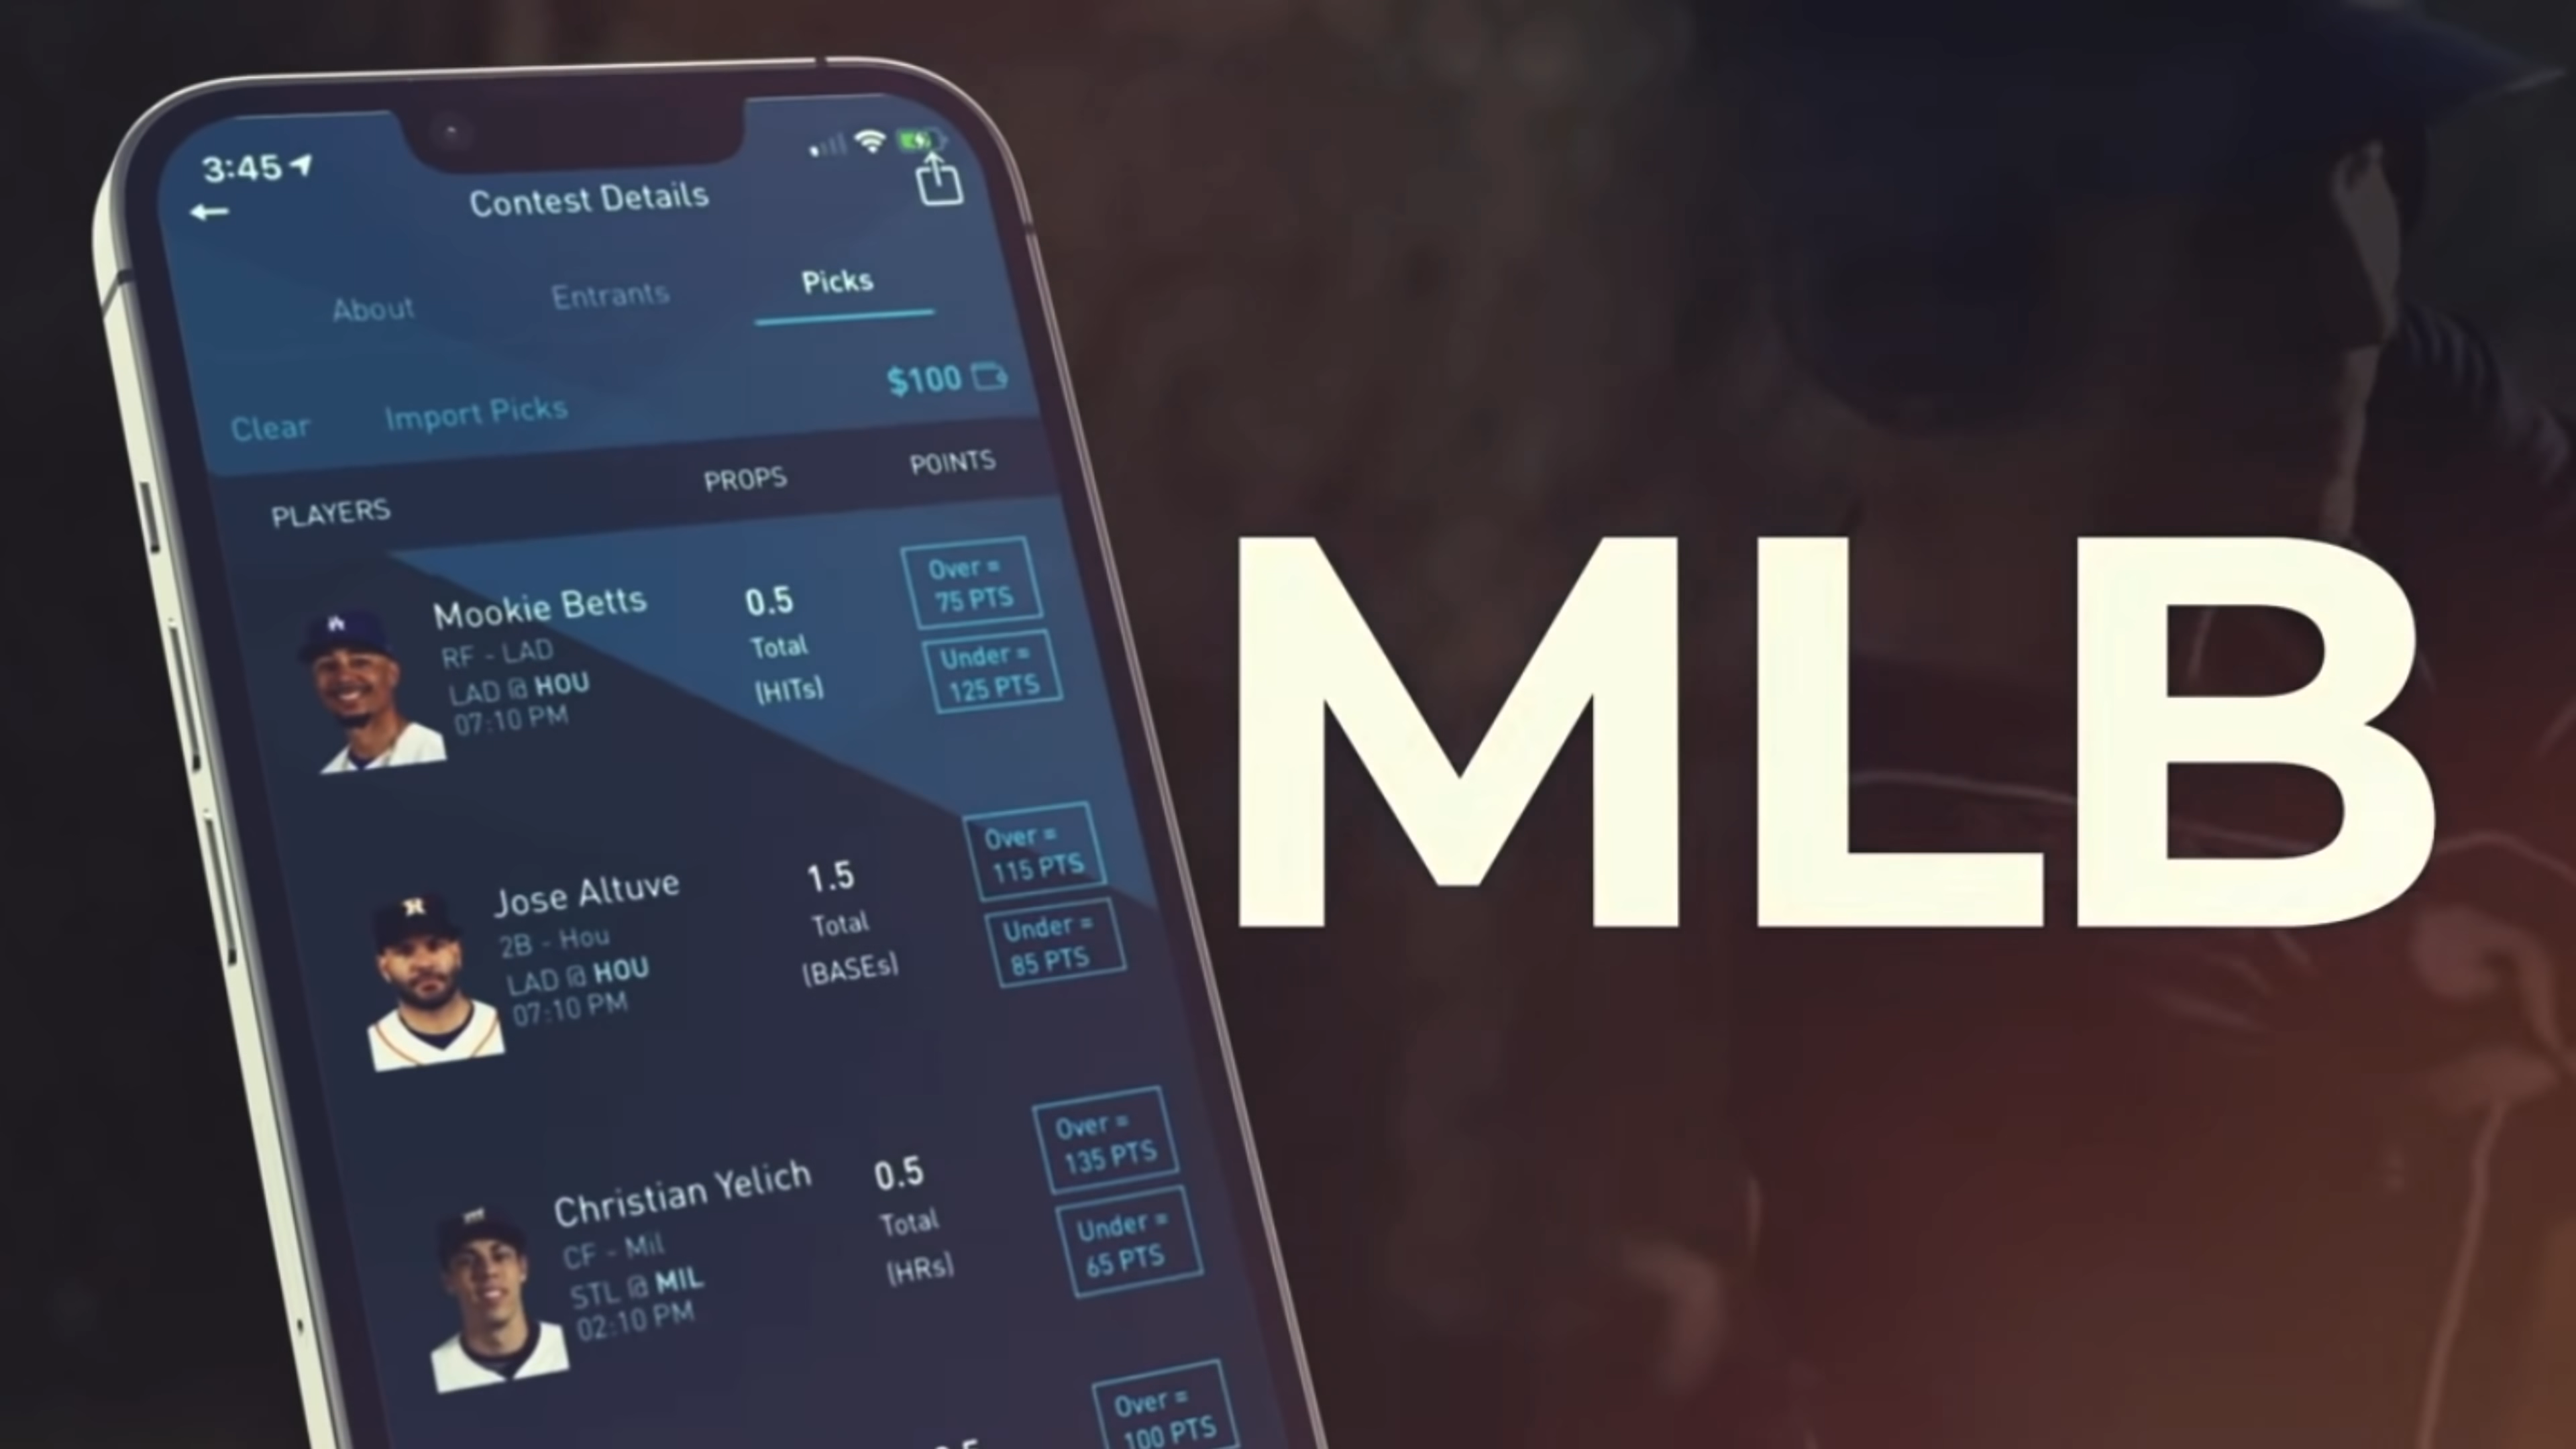 3:45
Contest Details
About
Entrants
Picks
$100
Clear
Import Picks
PLAYERS
PROPS
POINTS
Mookie Betts
RF - LAD
LAD @ HOU
07:10 PM
0.5
Total
(HITs)
Over =
75 PTS
Under =
125 PTS
Jose Altuve
2B - Hou
LAD @ HOU
07:10 PM
1.5
Total
(BASEs)
Over =
115 PTS
Under =
85 PTS
Christian Yelich
CF - Mil
STL @ MIL
02:10 PM
0.5
Total
(HRs)
Over =
135 PTS
Under =
65 PTS
Over =
100 PTS
MLB